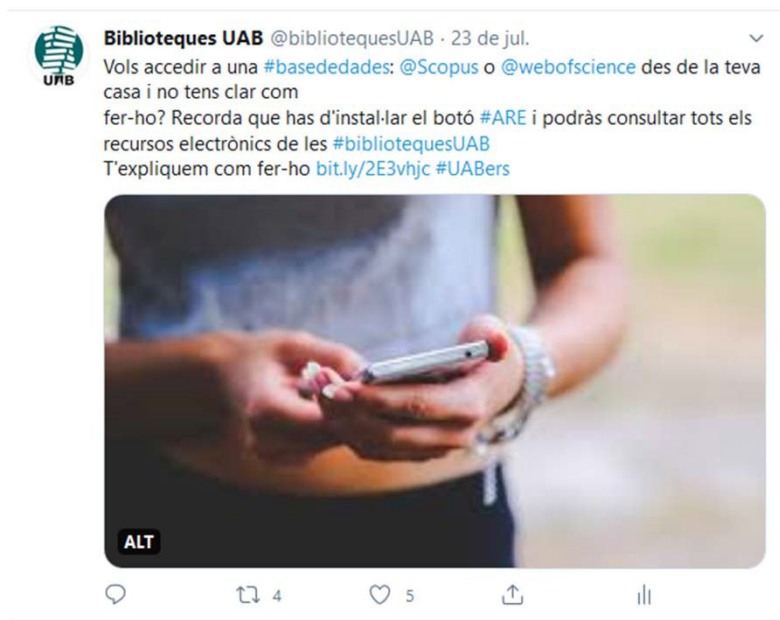 Biblioteques UAB @bibliotequesUAB · 23 de jul.
UAB
Vols accedir a una #basededades: @Scopus o @webofscience des de la teva
casa i no tens clar com
fer-ho? Recorda que has d'instal·lar el botó #ARE i podràs consultar tots els
recursos electrònics de les #bibliotequesUAB
T'expliquem com fer-ho bit.ly/2E3vhjc #UABers
ALT
4 5